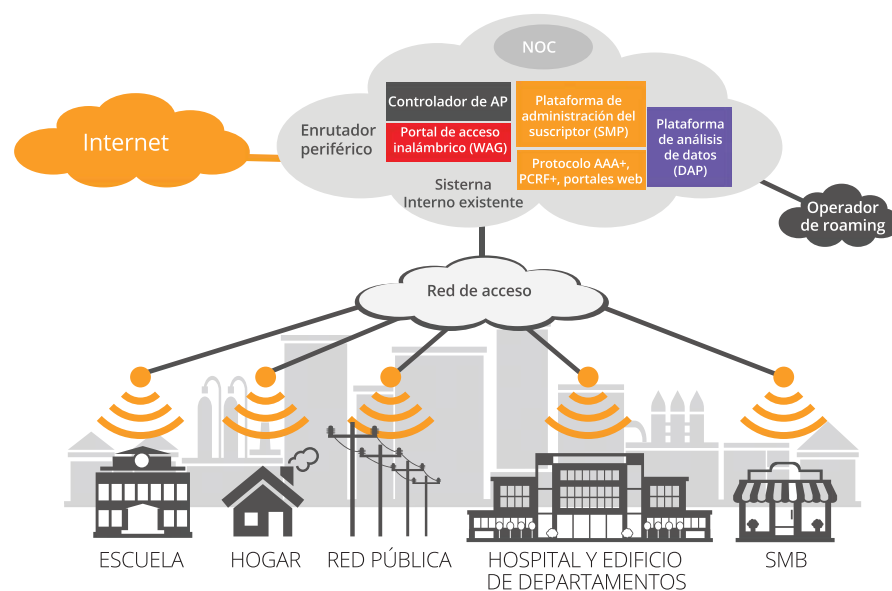 NOC
Internet
Enrutador
periférico
Controlador de AP
Portal de acceso
inalámbrico (WAG)
Plataforma de
administración del
suscriptor (SMP)
Protocolo AAA+,
PCRF+, portales web
Plataforma
de análisis
de datos
(DAP)
Sisterna
Interno existente
Operador
de roaming
Red de acceso
ESCUELA
HOGAR
RED PÚBLICA
HOSPITAL Y EDIFICIO
DE DEPARTAMENTOS
SMB